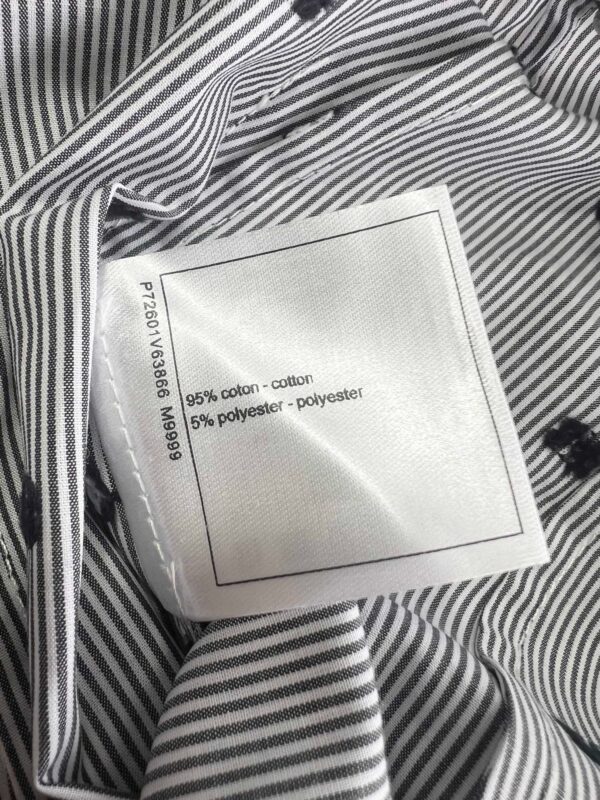 P72601V63866 M9999
95% coton - cotton
5% polyester - polyester